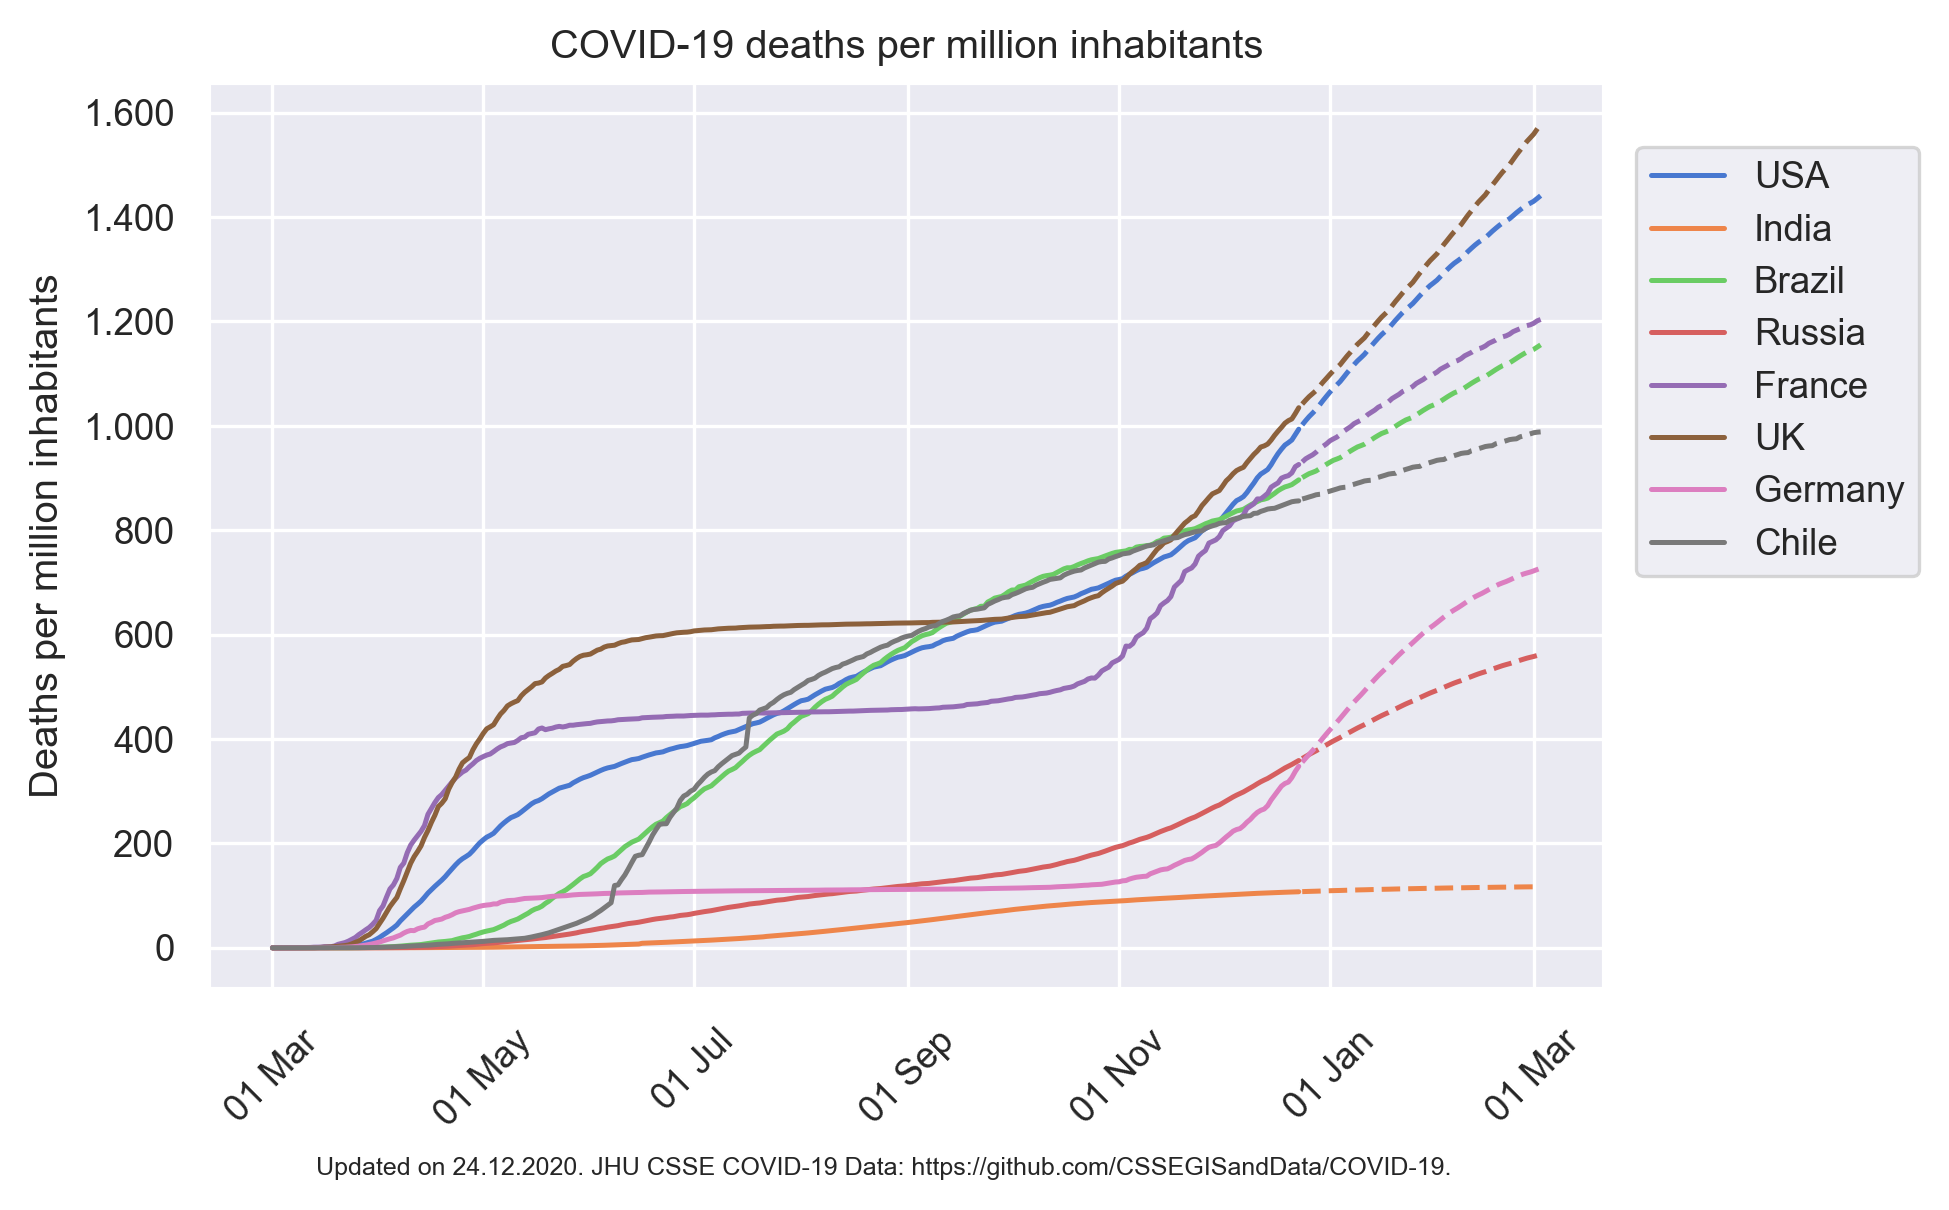 COVID-19 deaths per million inhabitants
Deaths per million inhabitants
1.600
1.400
1.200
1.000
800
600
400
200
0
01 Mar
01 May
01 Jul
01 Sep
01 Nov
01 Jan
01 Mar
USA
India
Brazil
Russia
France
UK
Germany
Chile
Updated on 24.12.2020. JHU CSSE COVID-19 Data: https://github.com/CSSEGISandData/COVID-19.